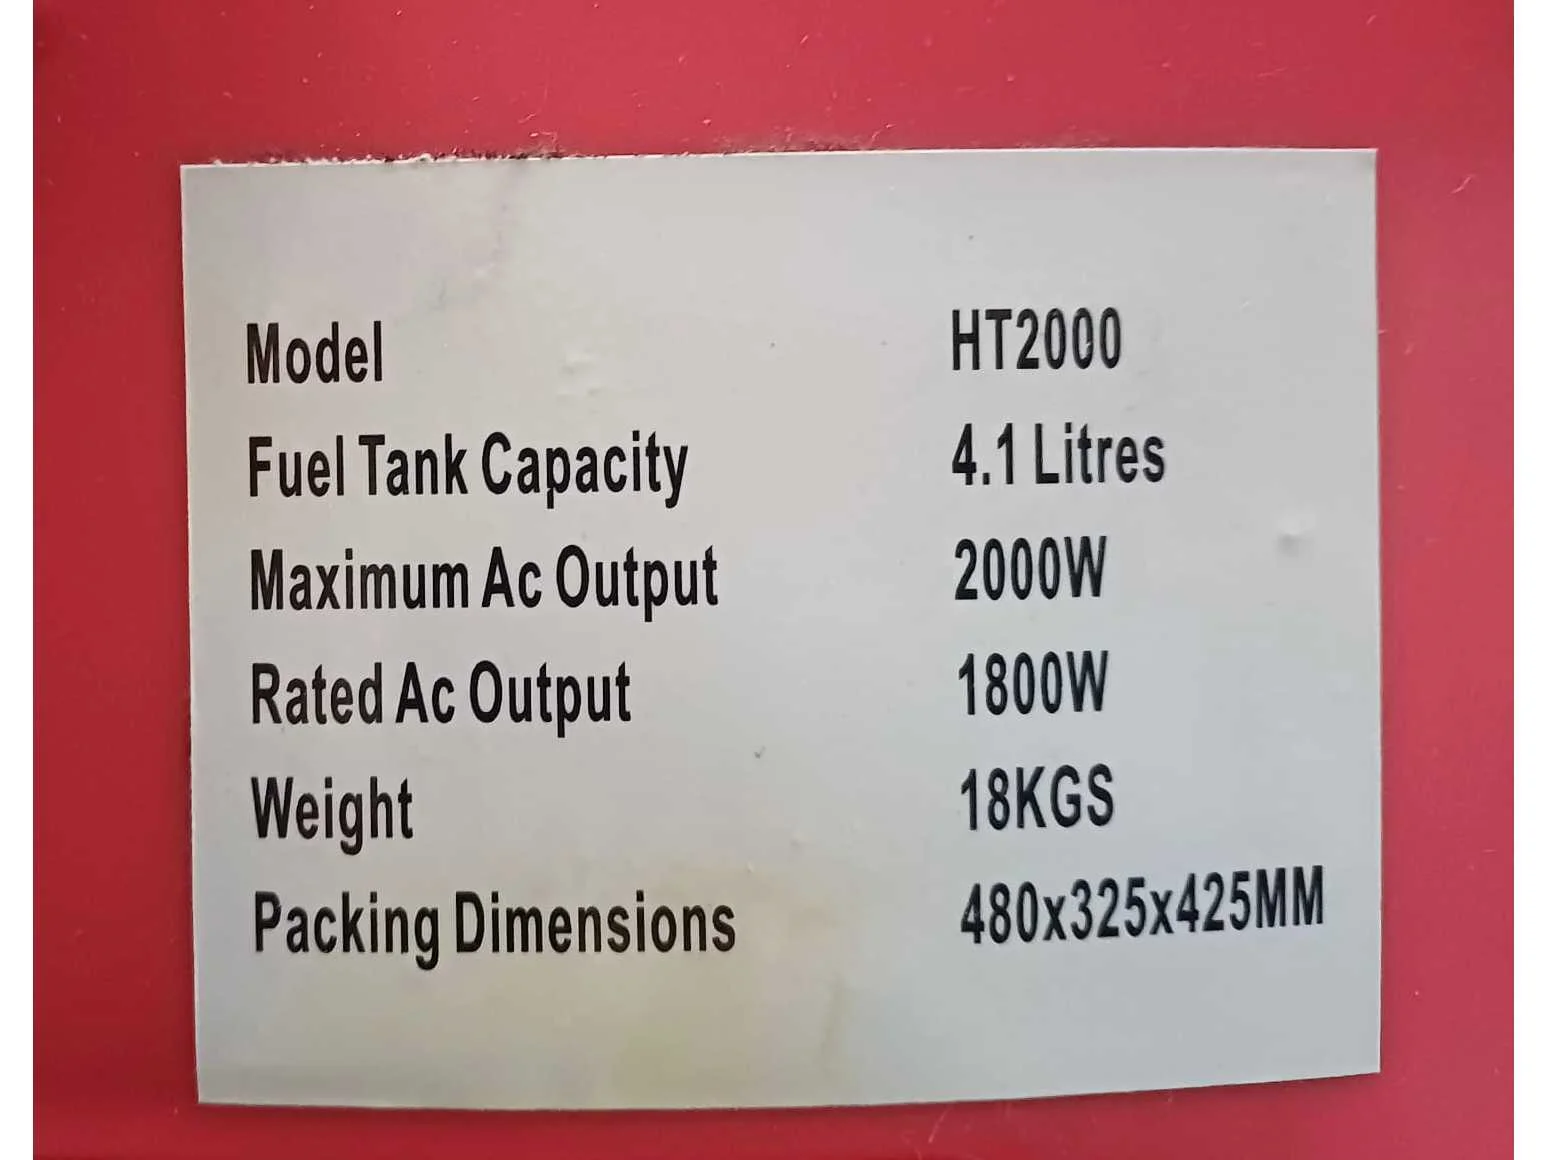 Model HT2000
Fuel Tank Capacity 4.1 Litres
Maximum Ac Output 2000W
Rated Ac Output 1800W
Weight 18KGS
Packing Dimensions 480x325x425MM